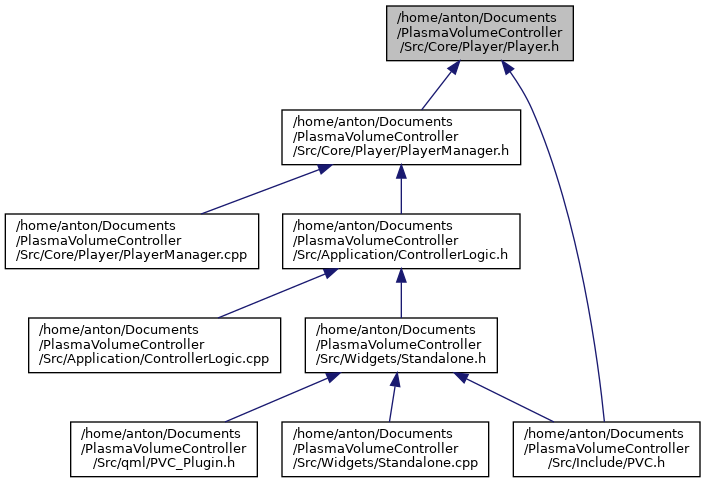 /home/anton/Documents
/PlasmaVolumeController
/Src/Core/Player/Player.h
/home/anton/Documents
/PlasmaVolumeController
/Src/Core/Player/PlayerManager.h
/home/anton/Documents
/PlasmaVolumeController
/Src/Core/Player/PlayerManager.cpp
/home/anton/Documents
/PlasmaVolumeController
/Src/Application/ControllerLogic.h
/home/anton/Documents
/PlasmaVolumeController
/Src/Application/ControllerLogic.cpp
/home/anton/Documents
/PlasmaVolumeController
/Src/Widgets/Standalone.h
/home/anton/Documents
/PlasmaVolumeController
/Src/qml/PVC_Plugin.h
/home/anton/Documents
/PlasmaVolumeController
/Src/Widgets/Standalone.cpp
/home/anton/Documents
/PlasmaVolumeController
/Src/Include/PVC.h